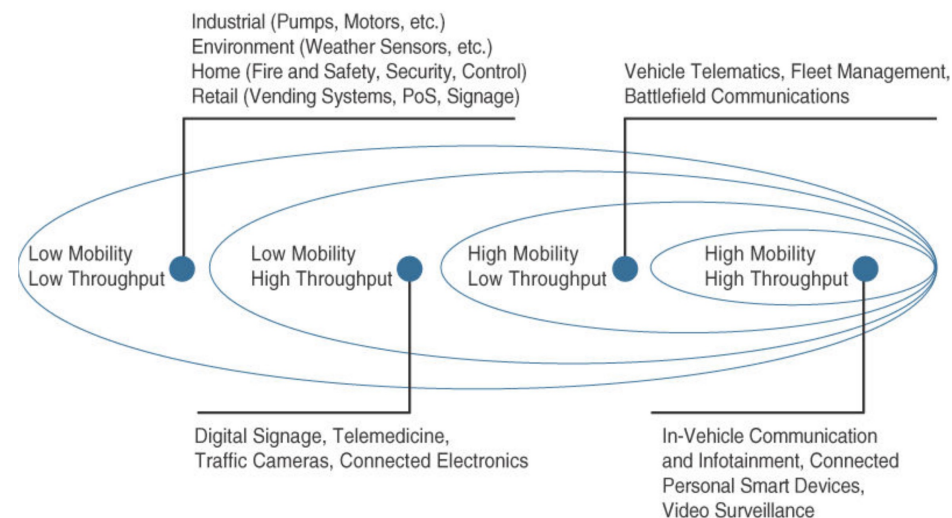 Industrial (Pumps, Motors, etc.)
Environment (Weather Sensors, etc.)
Home (Fire and Safety, Security, Control)
Retail (Vending Systems, PoS, Signage)
Vehicle Telematics, Fleet Management,
Battlefield Communications
Low Mobility
Low Throughput
Low Mobility
High Throughput
High Mobility
Low Throughput
High Mobility
High Throughput
Digital Signage, Telemedicine,
Traffic Cameras, Connected Electronics
In-Vehicle Communication
and Infotainment, Connected
Personal Smart Devices,
Video Surveillance